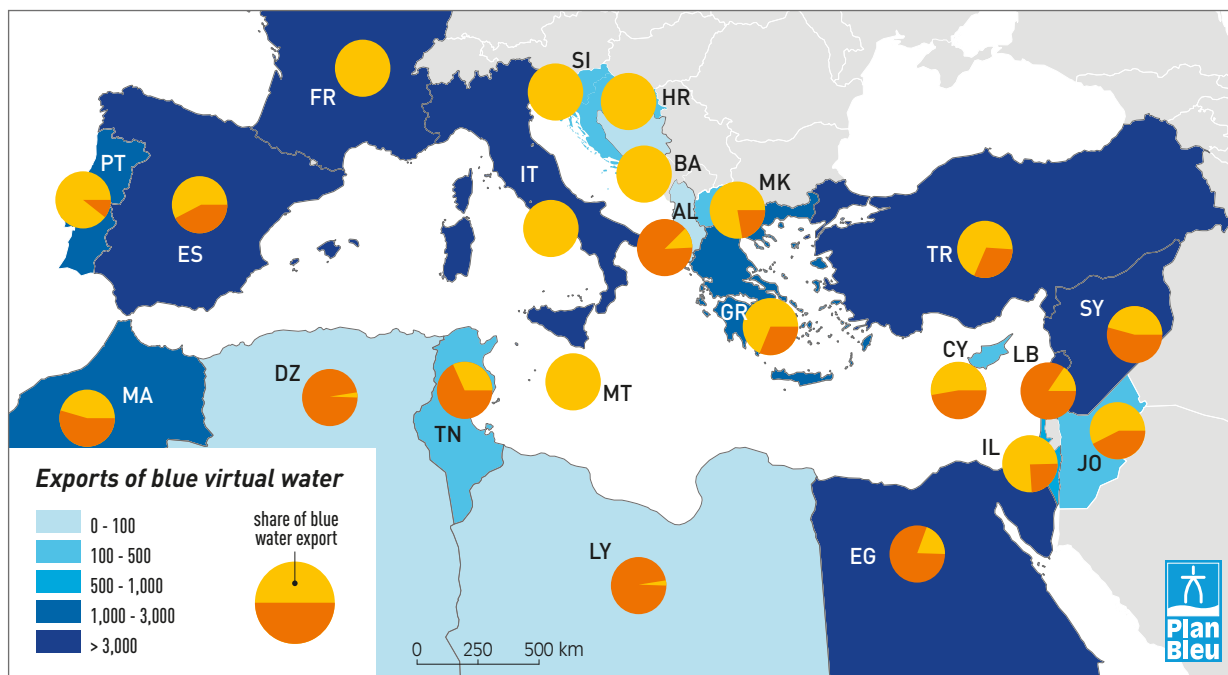 FR
SI
HR
PT
IT
BA
MK
AL
ES
TR
GR
SY
CY
LB
DZ
MA
MT
TN
IL
JO
Exports of blue virtual water
0 - 100
100 - 500
500 - 1,000
1,000 - 3,000
> 3,000
share of blue
water export
LY
EG
0 250 500 km
Plan
Bleu